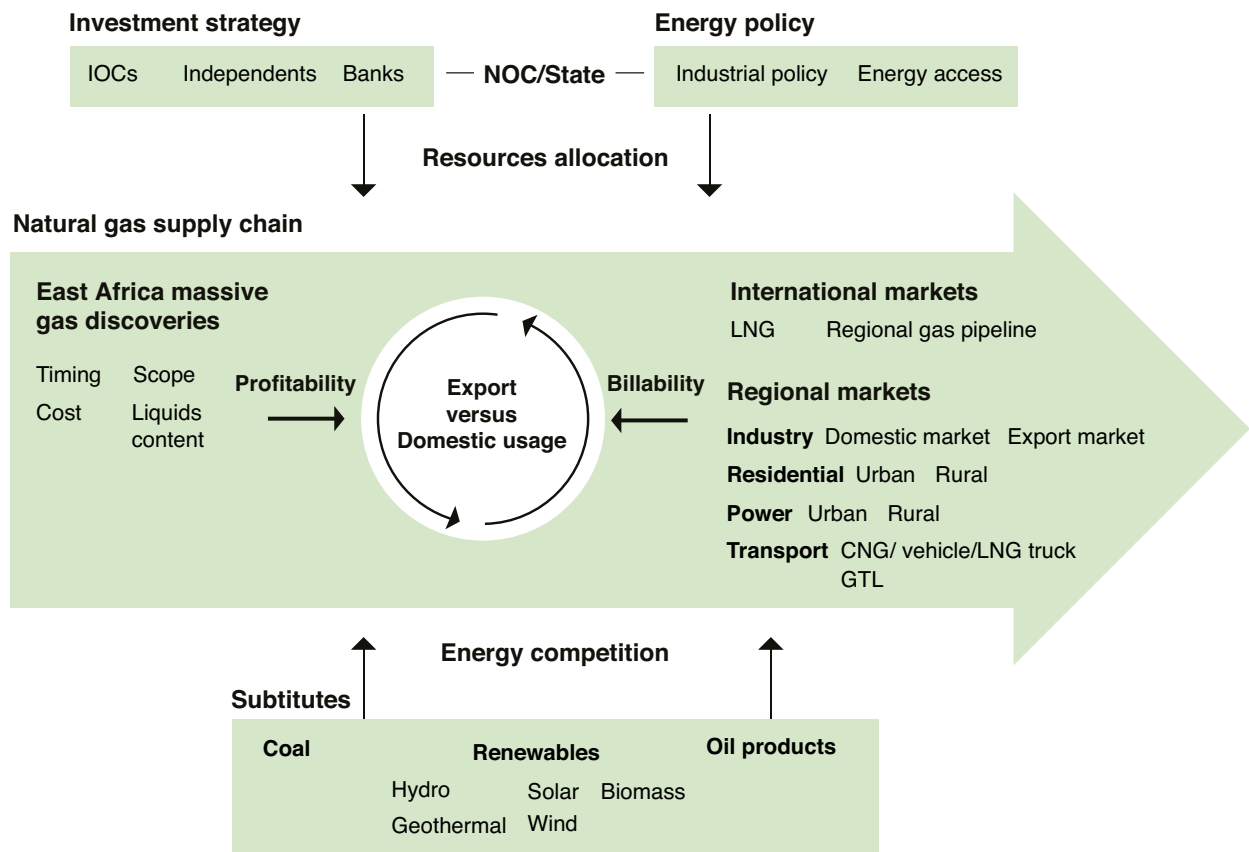 Investment strategy
Energy policy
IOCs Independents Banks
NOC/State
Industrial policy Energy access
Resources allocation
Natural gas supply chain
East Africa massive
gas discoveries
Timing Scope
Cost Liquids
content
Profitability
Export
versus
Domestic usage
Billability
International markets
LNG Regional gas pipeline
Regional markets
Industry Domestic market Export market
Residential Urban Rural
Power Urban Rural
Transport CNG/ vehicle/LNG truck
GTL
Energy competition
Subtitutes
Coal
Renewables
Oil products
Hydro Solar Biomass
Geothermal Wind